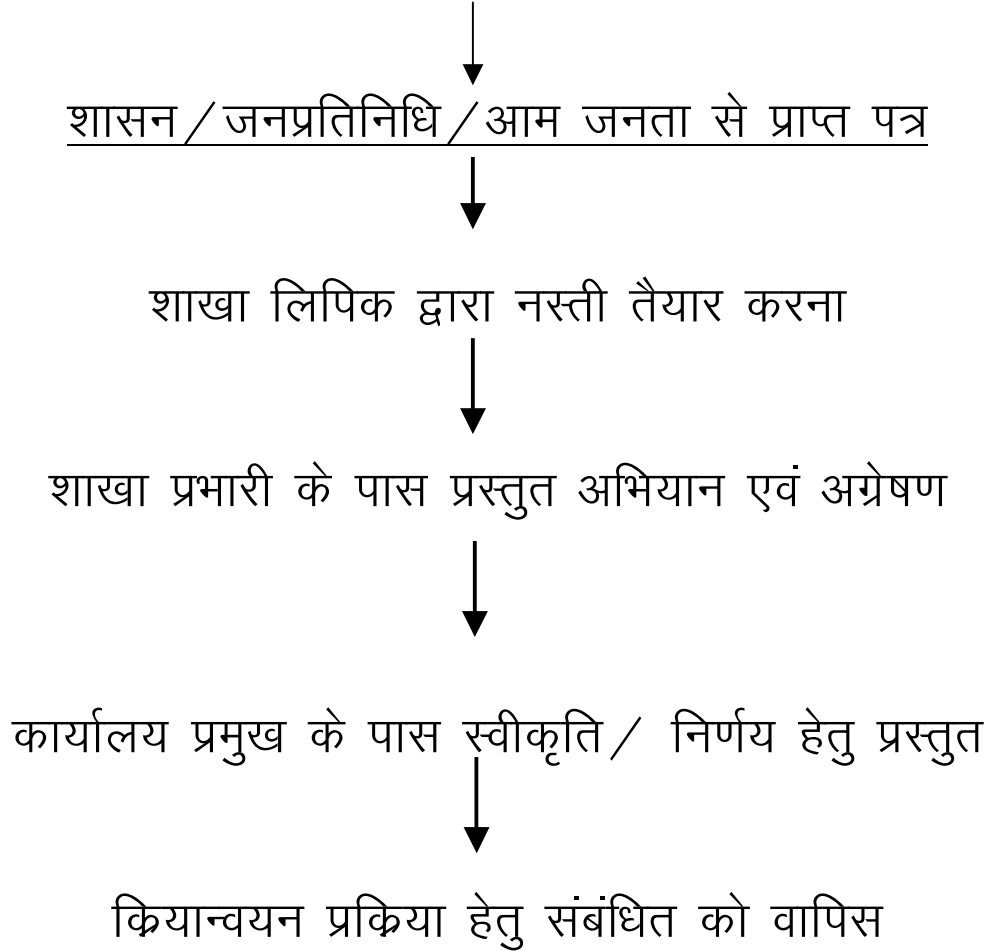 शासन/जनप्रतिनिधि/आम जनता से प्राप्त पत्र
शाखा लिपिक द्वारा नस्ती तैयार करना
शाखा प्रभारी के पास प्रस्तुत अभियान एवं अग्रेषण
कार्यालय प्रमुख के पास स्वीकृति/ निर्णय हेतु प्रस्तुत
क्रियान्वयन प्रक्रिया हेतु संबंधित को वापिस